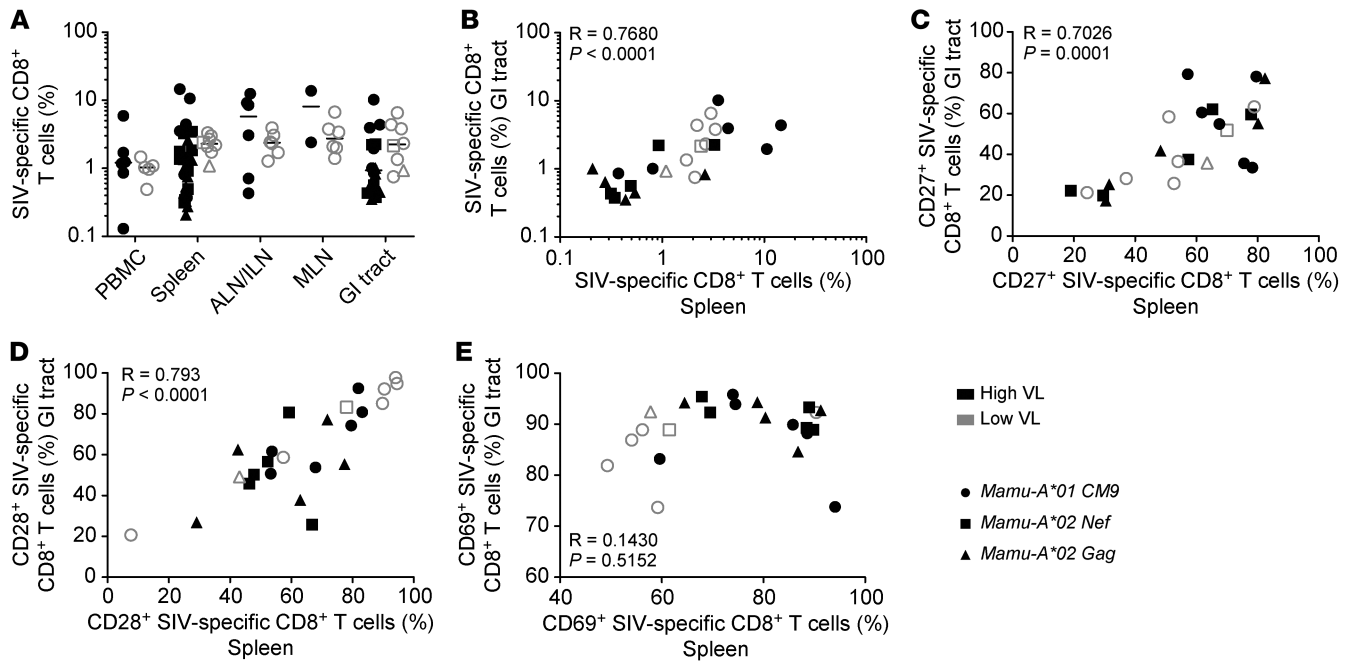 A
SIV-specific CD8⁺
T cells (%)
100
10
1
0.1
PBMC
Spleen
ALN/ILN
MLN
GI tract
B
R = 0.7680
P < 0.0001
SIV-specific CD8⁺
T cells (%) GI tract
100
10
1
0.1
0.1
1
10
100
SIV-specific CD8⁺ T cells (%)
Spleen
C
R = 0.7026
P = 0.0001
CD27⁺ SIV-specific
CD8⁺ T cells (%) GI tract
100
80
60
40
20
0
0
20
40
60
80
100
CD27⁺ SIV-specific CD8⁺ T cells (%)
Spleen
D
R = 0.793
P < 0.0001
CD28⁺ SIV-specific
CD8⁺ T cells (%) GI tract
100
80
60
40
20
0
0
20
40
60
80
100
CD28⁺ SIV-specific CD8⁺ T cells (%)
Spleen
E
CD69⁺ SIV-specific
CD8⁺ T cells (%) GI tract
100
90
80
70
60
R = 0.1430
P = 0.5152
40
60
80
100
CD69⁺ SIV-specific CD8⁺ T cells (%)
Spleen
High VL
Low VL
Mamu-A*01 CM9
Mamu-A*02 Nef
Mamu-A*02 Gag